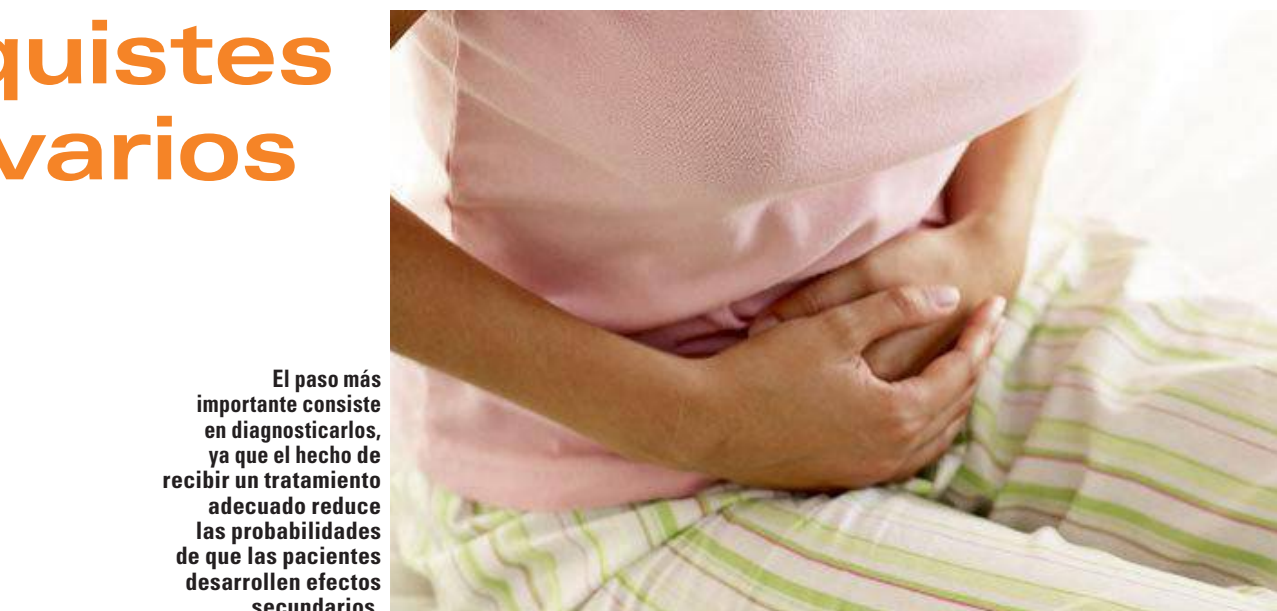 quistes
varios
El paso más
importante consiste
en diagnosticarlos,
ya que el hecho de
recibir un tratamiento
adecuado reduce
las probabilidades
de que las pacientes
desarrollen efectos
secundarios.